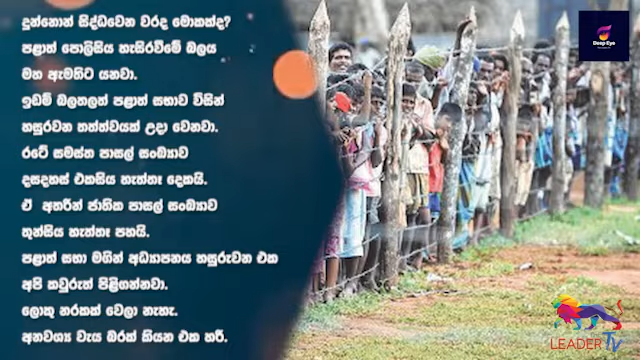 දුන්නොත් සිද්ධවෙන වරද මොකක්ද?
පළාත් පොලිසිය හැසිරවීමේ බලය
මහ ඇමතිට යනවා.
ඉඩම් බලතලත් පළාත් සභාව විසින්
හසුරවන තත්ත්වයක් උදා වෙනවා.
රටේ සමස්ත පාසල් සංඛ්‍යාව
දසදහස් එකසිය හැත්තෑ දෙකයි.
ඒ අතරින් ජාතික පාසල් සංඛ්‍යාව
තුන්සිය හැත්තෑ පහයි.
පළාත් සභා මගින් අධ්‍යාපනය හසුරුවන එක
අපි කවුරුත් පිළිගන්නවා.
ලොකු නරකක් වෙලා නැහැ.
අනවශ්‍ය වැය බරක් කියන එක හරි.
Deep Eye
LEADER TV